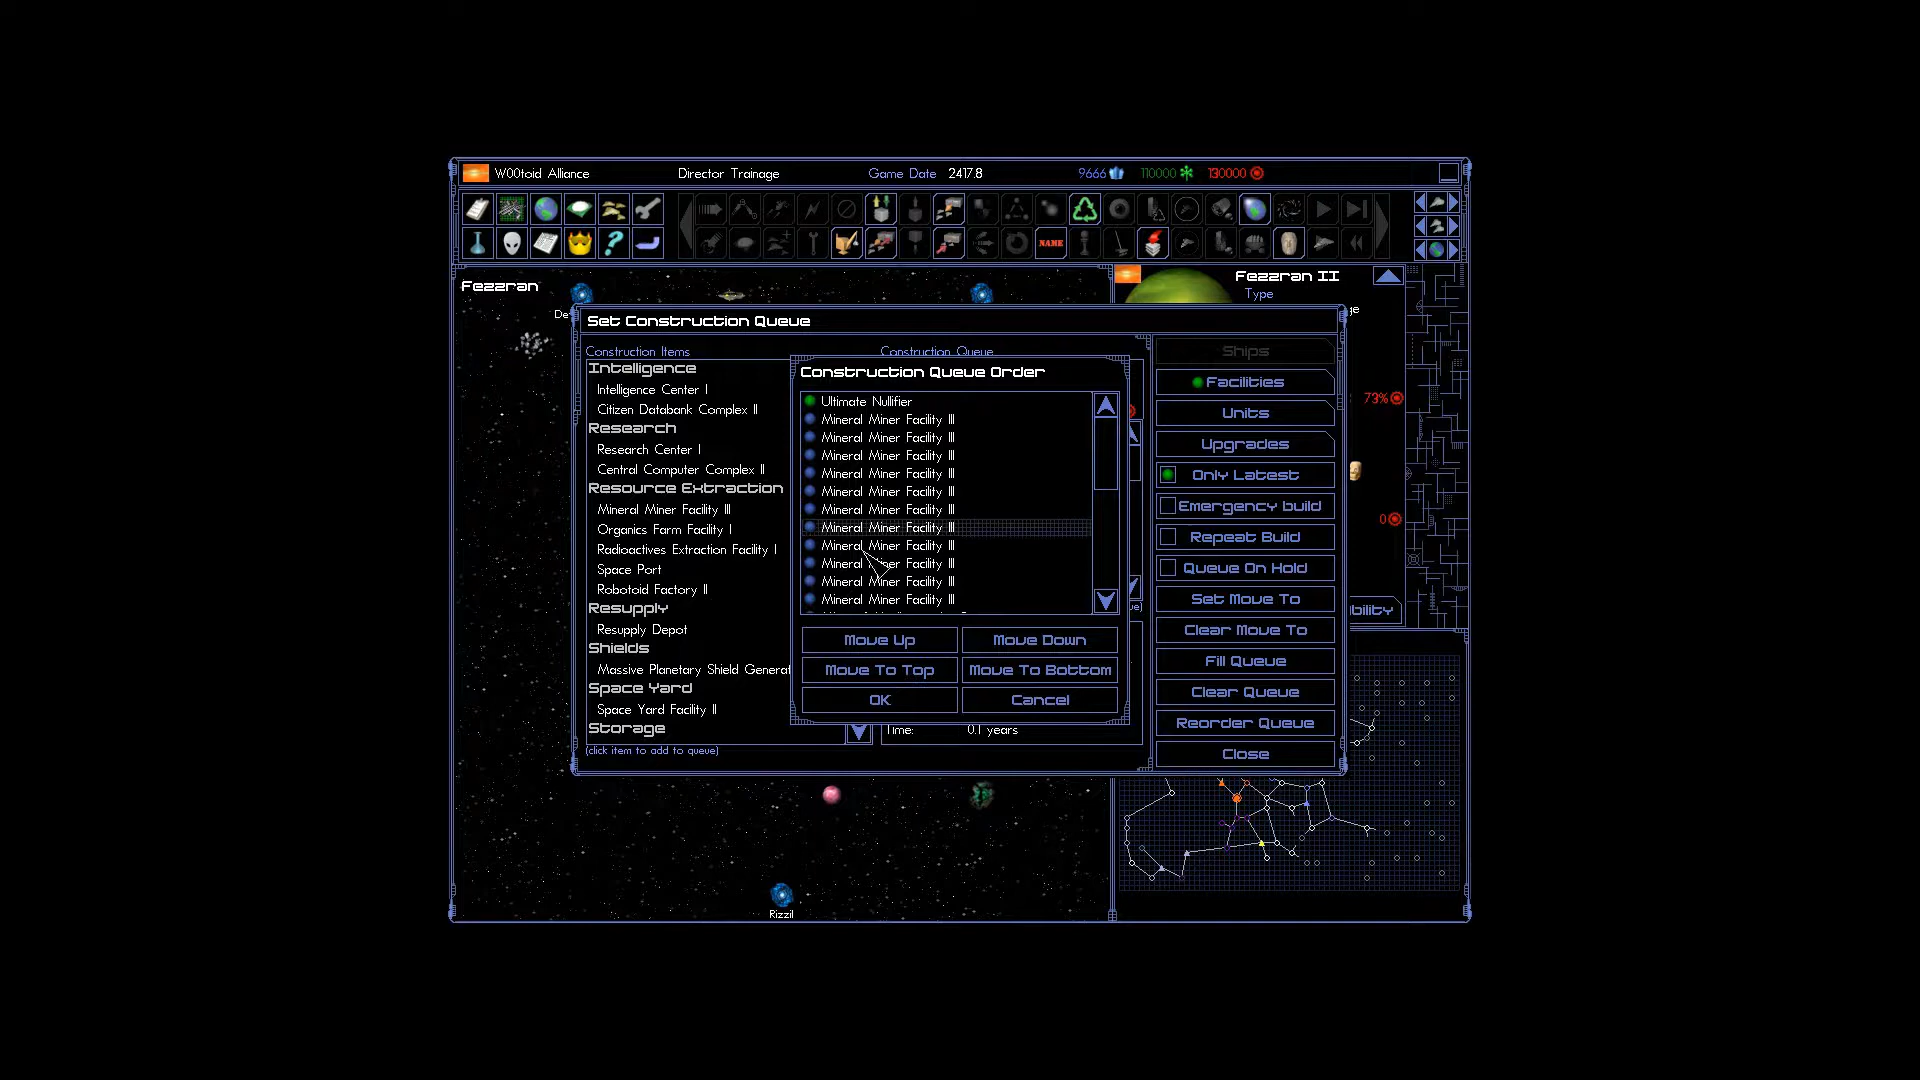 W00toid Alliance Director Trainage Game Date 2417.8 9666 110000 130000
NAME
Fezzran
Fezzran II
Type
Set Construction Queue
Construction Items
Construction Queue
Intelligence
Intelligence Center I
Citizen Databank Complex II
Research
Research Center I
Central Computer Complex II
Resource Extraction
Mineral Miner Facility III
Organics Farm Facility I
Radioactives Extraction Facility I
Space Port
Robotoid Factory II
Resupply
Resupply Depot
Shields
Massive Planetary Shield
Space Yard
Space Yard Facility II
Storage
(click item to add to queue)
Construction Queue Order
Ultimate Nullifier
Mineral Miner Facility III
Mineral Miner Facility III
Mineral Miner Facility III
Mineral Miner Facility III
Mineral Miner Facility III
Mineral Miner Facility III
Mineral Miner Facility III
Mineral Miner Facility III
Mineral Miner Facility III
Mineral Miner Facility III
Mineral Miner Facility III
Move Up
Move Down
Move To Top
Move To Bottom
OK
Cancel
Time: 0.1 years
Ships
Facilities
Units
Upgrades
Only Latest
Emergency build
Repeat Build
Queue On Hold
Set Move To
Clear Move To
Fill Queue
Clear Queue
Reorder Queue
Close
73%
0
Rizzil